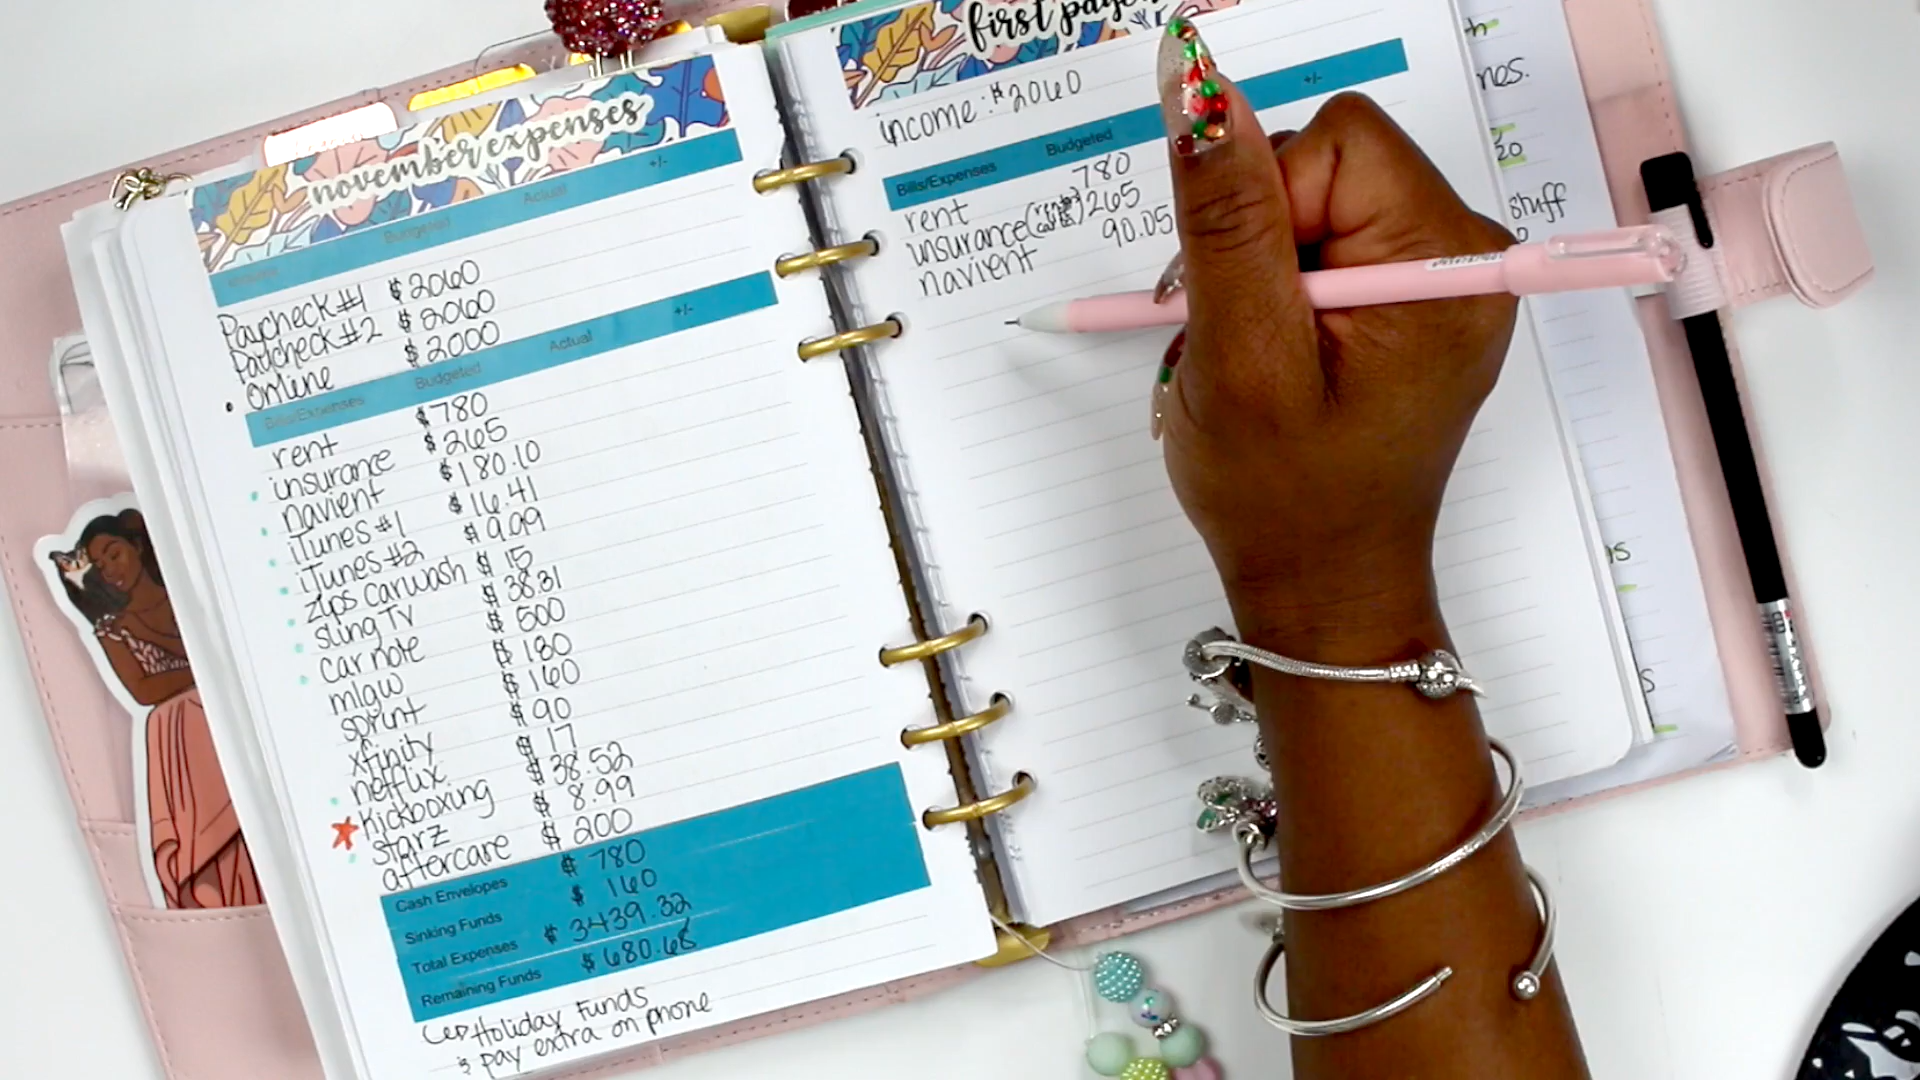 november expenses
Budgeted Actual +/-
Paycheck #1 $2060
Paycheck #2 $2060
• online $2000
Bills/Expenses Budgeted Actual +/-
rent $780
insurance $265
navient $180.10
iTunes #1 $16.41
iTunes #2 $9.99
zips carwash $15
sling TV $38.31
car note $500
mlgw $180
sprint $160
xfinity $90
netflix $17
Kickboxing $38.52
starz $8.99
aftercare $200
Cash Envelopes $780
Sinking Funds $160
Total Expenses $3439.32
Remaining Funds $680.68
Holiday Funds
& pay extra on phone
first
income: $2060
Bills/Expenses Budgeted +/-
rent 780
insurance 265
navient 90.05
stuff